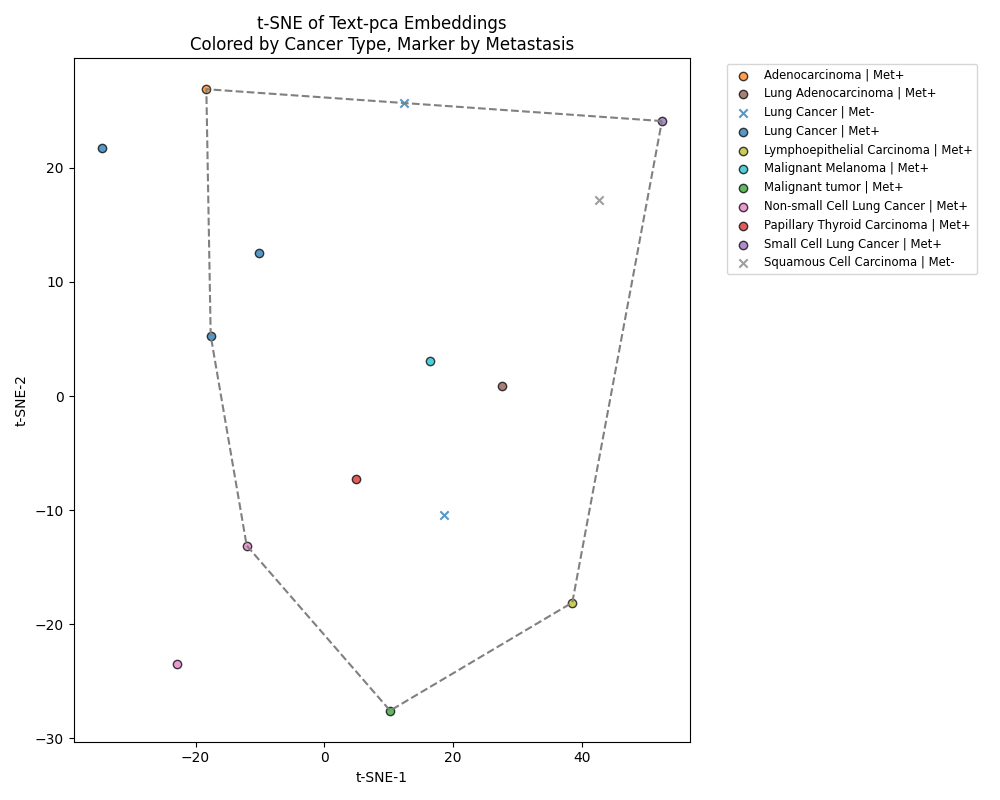 t-SNE of Text-pca Embeddings
Colored by Cancer Type, Marker by Metastasis
Adenocarcinoma | Met+
Lung Adenocarcinoma | Met+
Lung Cancer | Met-
Lung Cancer | Met+
Lymphoepithelial Carcinoma | Met+
Malignant Melanoma | Met+
Malignant tumor | Met+
Non-small Cell Lung Cancer | Met+
Papillary Thyroid Carcinoma | Met+
Small Cell Lung Cancer | Met+
Squamous Cell Carcinoma | Met-
t-SNE-2
20
10
0
−10
−20
−30
−20
0
20
40
t-SNE-1